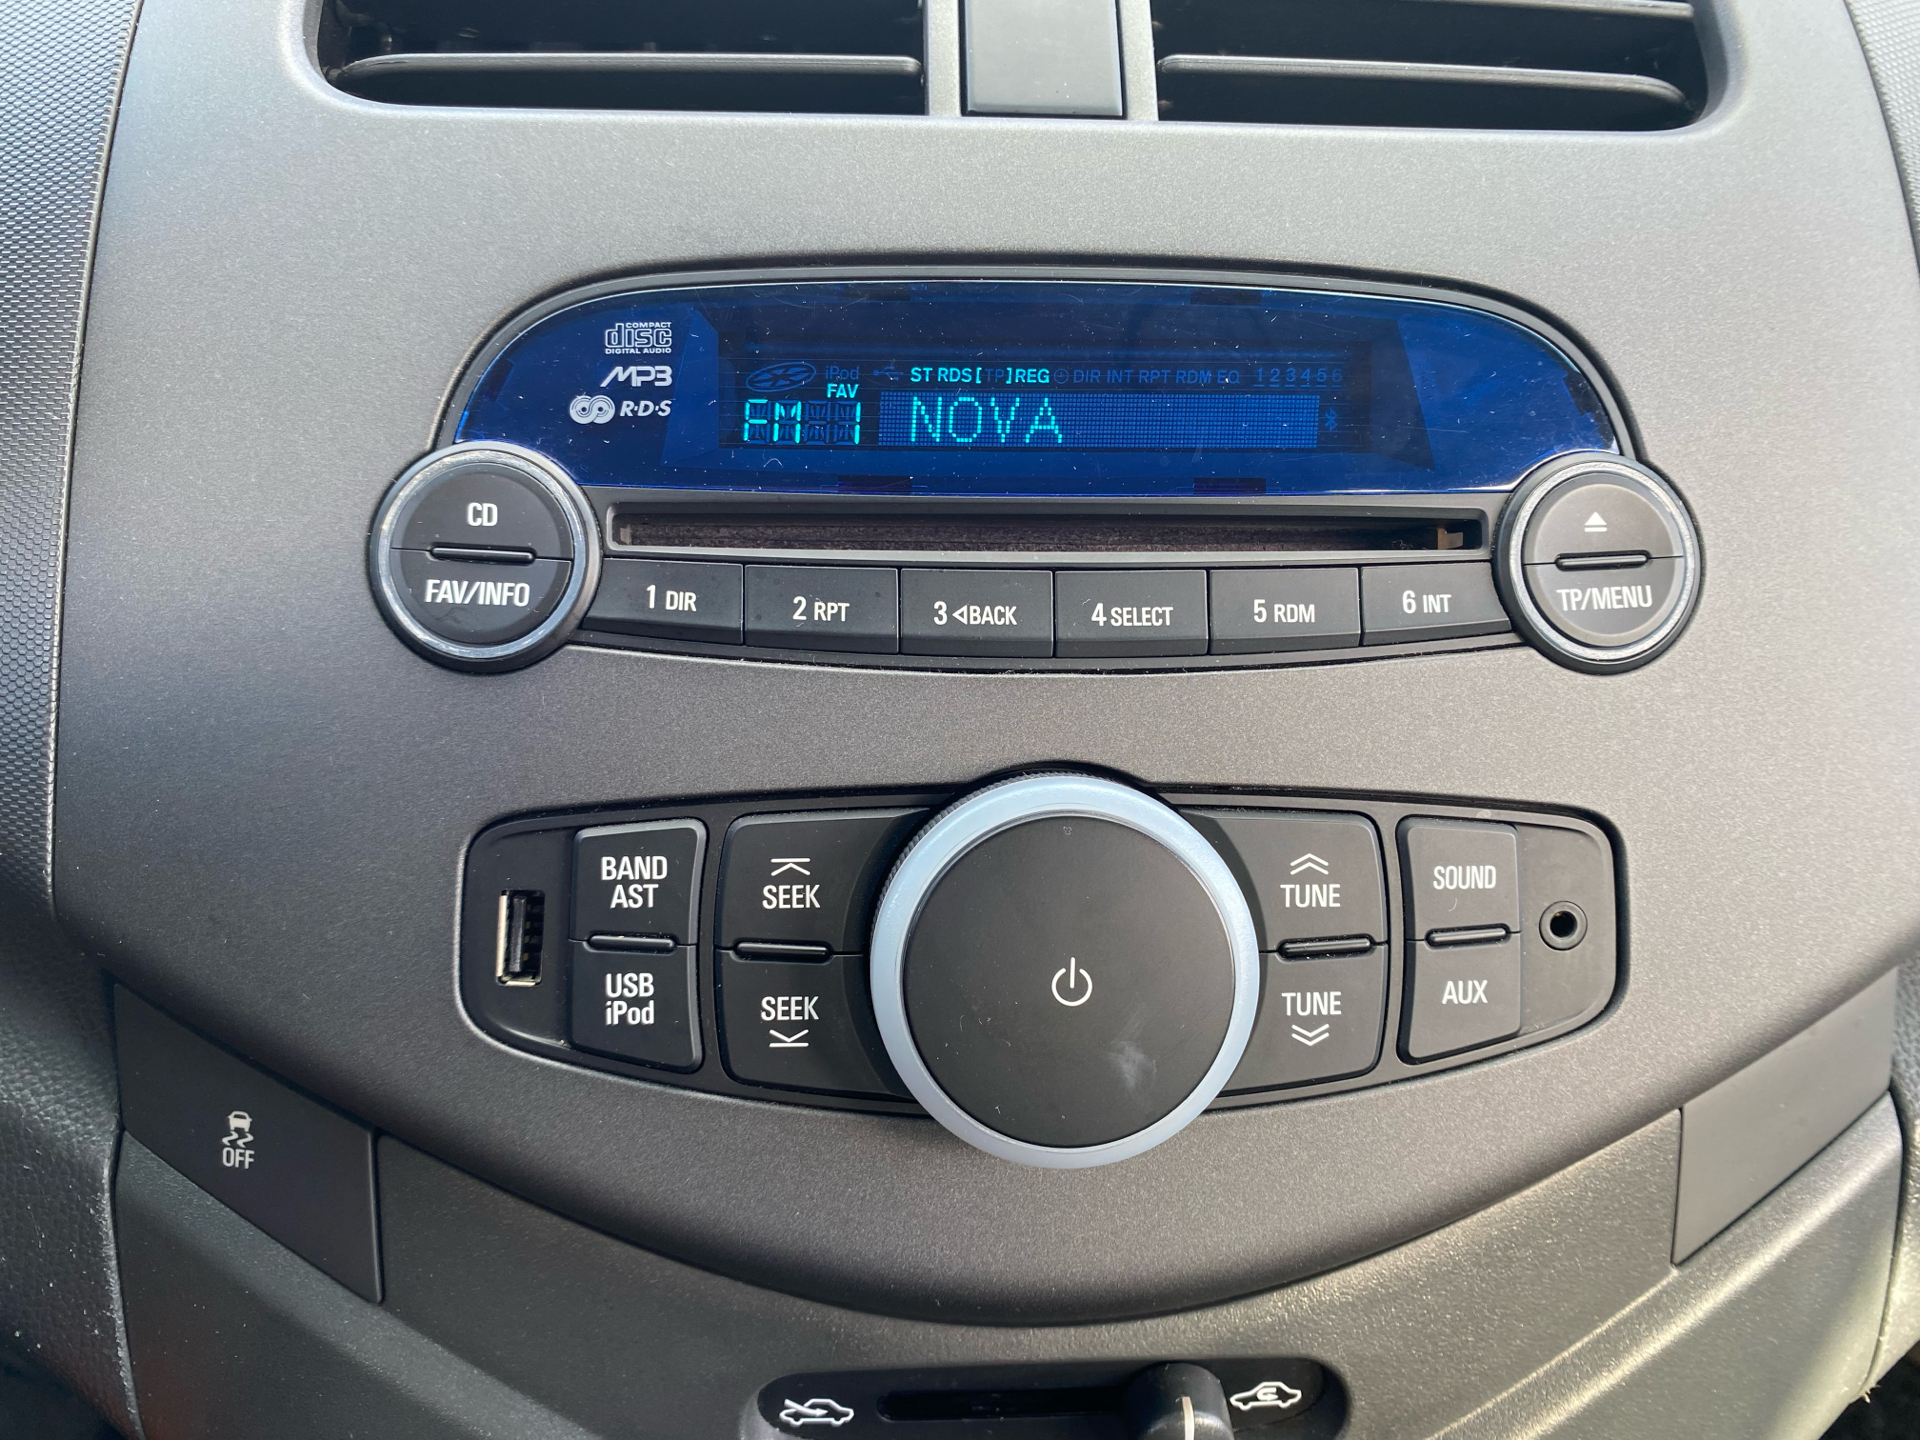 COMPACT
disc
DIGITAL AUDIO
MP3
R·D·S
iPod ST RDS [TP] REG DIR INT RPT RDM EQ 1 2 3 4 5 6
FAV
FM 1 NOVA
CD
FAV/INFO
1 DIR
2 RPT
3 ◁BACK
4 SELECT
5 RDM
6 INT
TP/MENU
BAND
AST
USB
iPod
SEEK
SEEK
TUNE
TUNE
SOUND
AUX
OFF